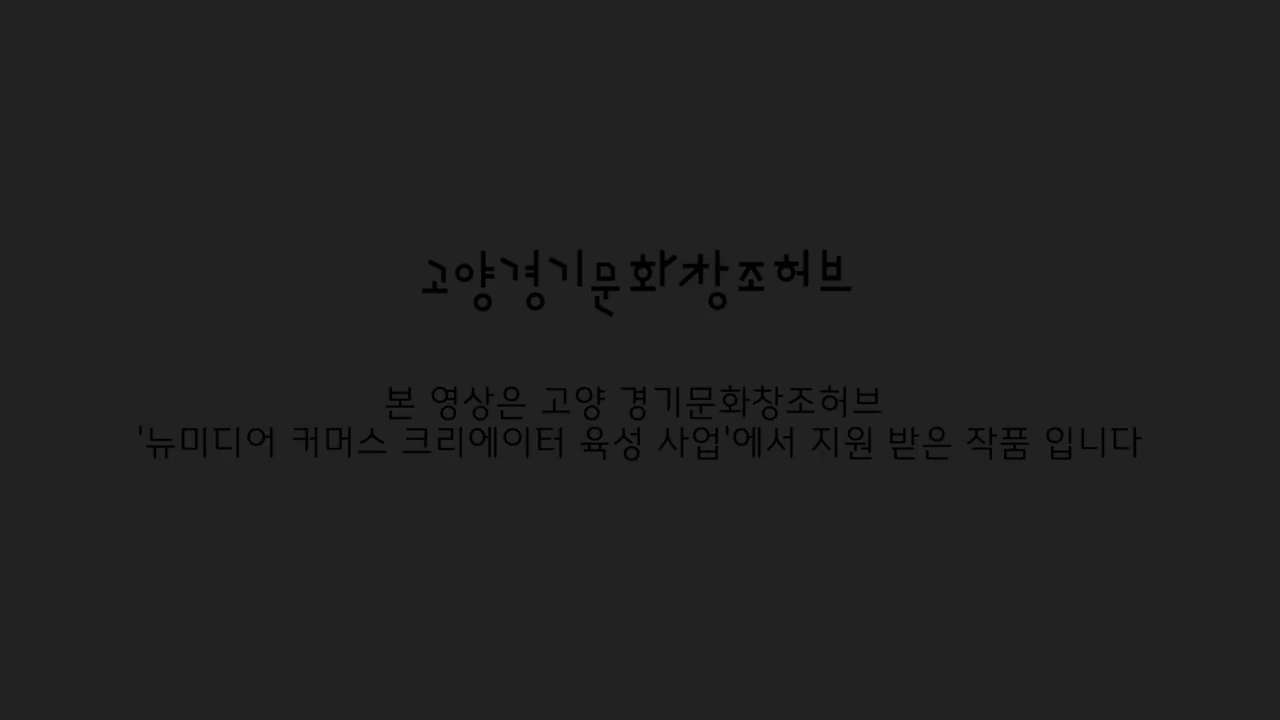 고양경기문화창조허브
본 영상은 고양 경기문화창조허브
'뉴미디어 커머스 크리에이터 육성 사업'에서 지원 받은 작품 입니다